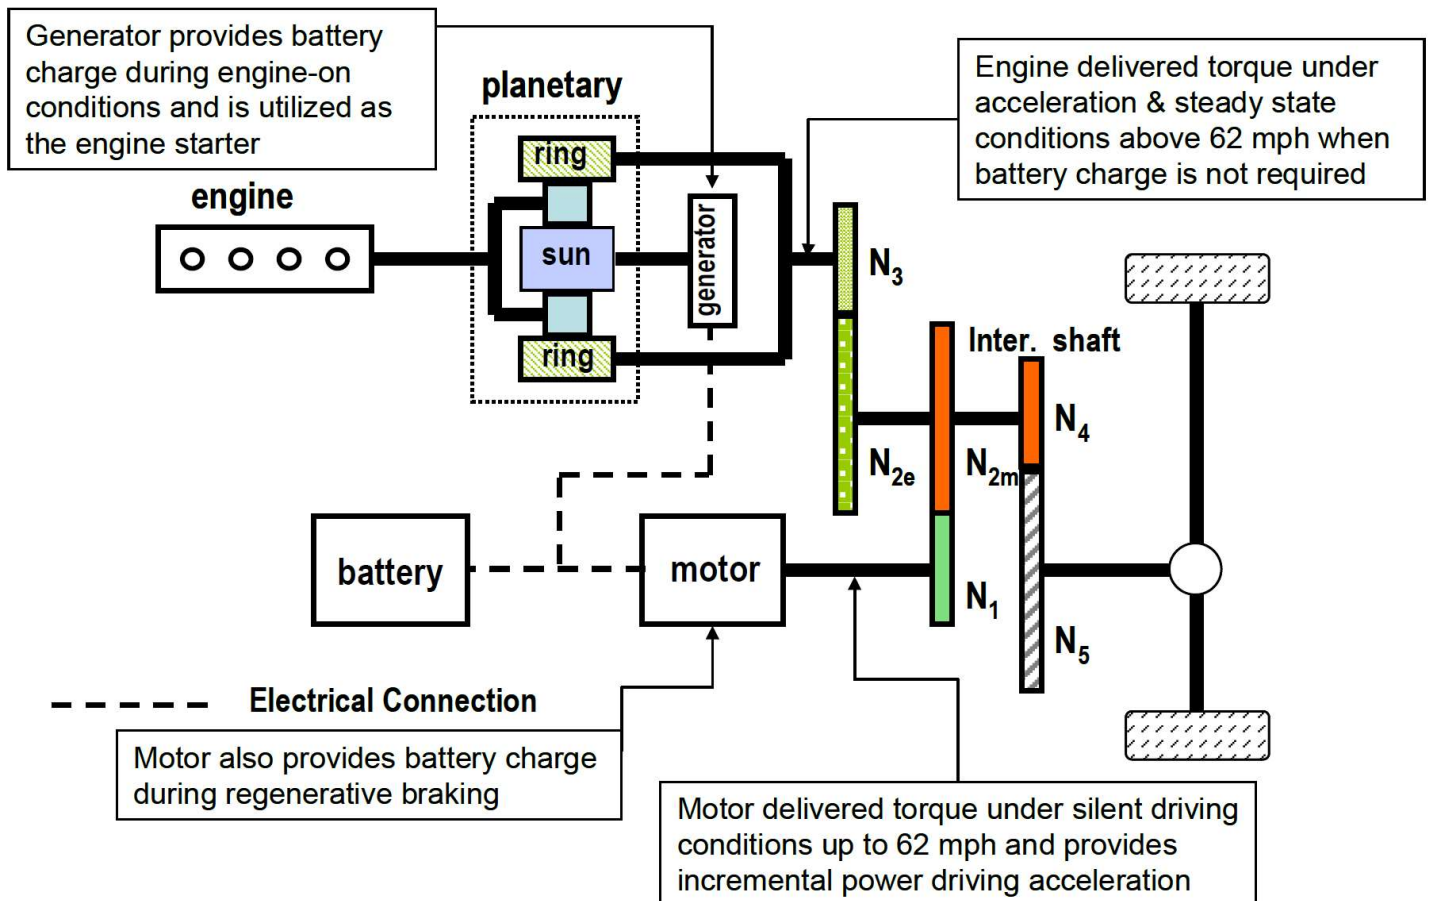 Generator provides battery
charge during engine-on
conditions and is utilized as
the engine starter
planetary
Engine delivered torque under
acceleration & steady state
conditions above 62 mph when
battery charge is not required
engine
ring
sun
ring
generator
N3
Inter. shaft
N2e
N2m
N4
battery
motor
N1
N5
Electrical Connection
Motor also provides battery charge
during regenerative braking
Motor delivered torque under silent driving
conditions up to 62 mph and provides
incremental power driving acceleration